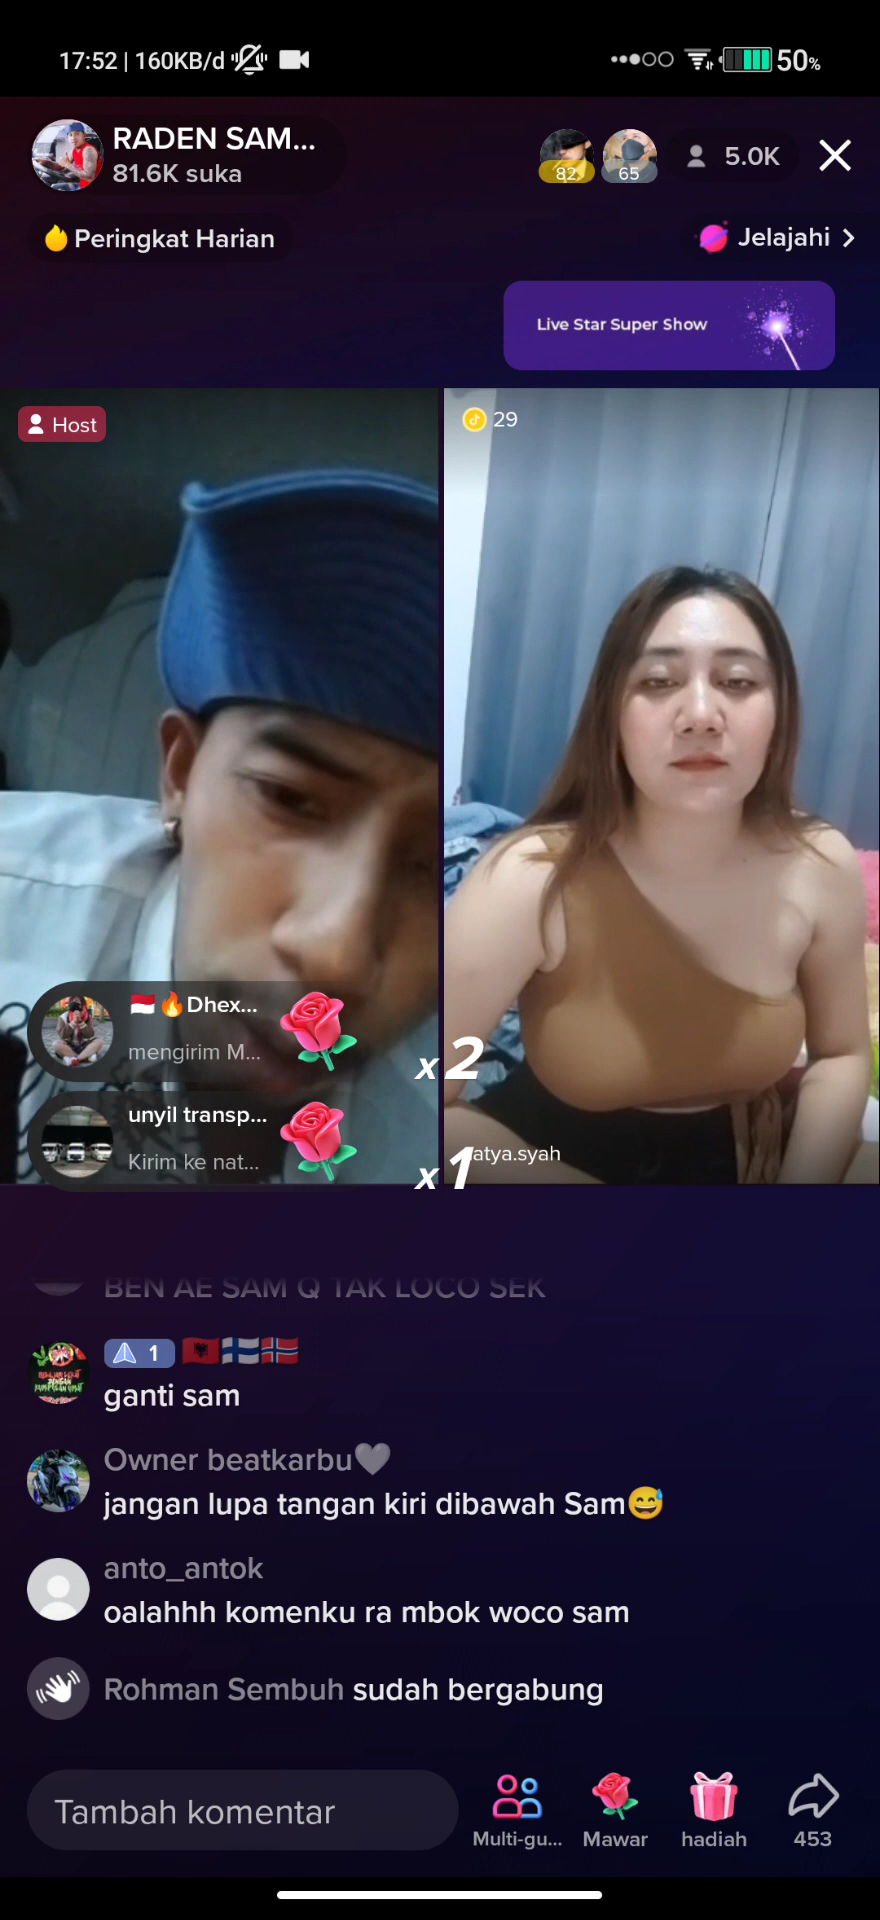 17:52 | 160KB/d
50%
RADEN SAM...
81.6K suka
82
65
5.0K
Peringkat Harian
Jelajahi
Live Star Super Show
Host
29
Dhex...
mengirim M...
x2
unyil transp...
Kirim ke nat...
x1
atya.syah
BEN AE SAM Q TAK LOCO SEK
1
ganti sam
Owner beatkarbu🖤
jangan lupa tangan kiri dibawah Sam😅
anto_antok
oalahhh komenku ra mbok woco sam
Rohman Sembuh sudah bergabung
Tambah komentar
Multi-gu...
Mawar
hadiah
453